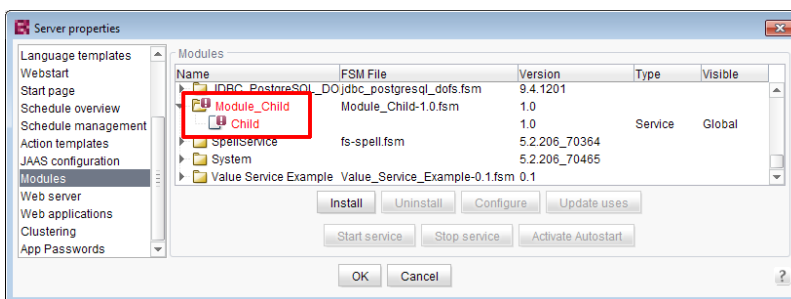 Server properties
Language templates
Webstart
Start page
Schedule overview
Schedule management
Action templates
JAAS configuration
Modules
Web server
Web applications
Clustering
App Passwords
Modules
Name FSM File Version Type Visible
JDBC_PostgreSQL_DO jdbc_postgresql_dofs.fsm 9.4.1201
Module_Child Module_Child-1.0.fsm 1.0
Child 1.0 Service Global
SpellService fs-spell.fsm 5.2.206_70364
System 5.2.206_70465
Value Service Example Value_Service_Example-0.1.fsm 0.1
Install Uninstall Configure Update uses
Start service Stop service Activate Autostart
OK Cancel ?